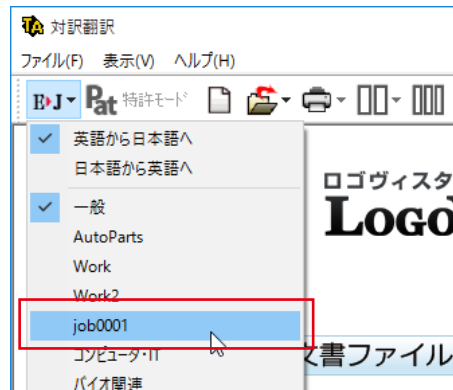 対訳翻訳
ファイル(F) 表示(V) ヘルプ(H)
E▸J Pat 特許モード
英語から日本語へ
日本語から英語へ
一般
AutoParts
Work
Work2
job0001
コンピュータ・IT
バイオ関連
ロゴヴィスタ
LOGO
文書ファイル